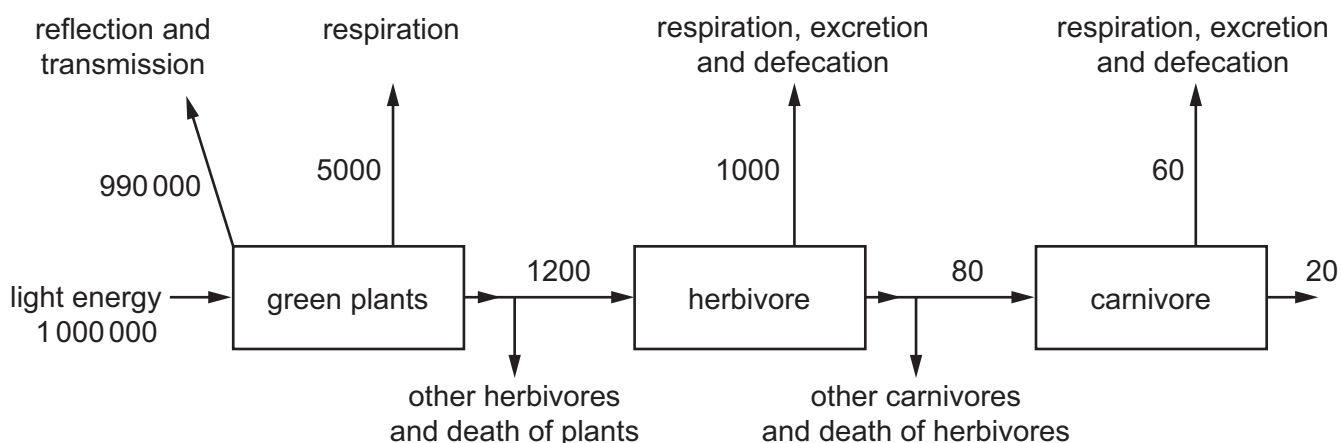 reflection and
transmission
respiration
respiration, excretion
and defecation
respiration, excretion
and defecation
990 000
5000
1000
60
light energy
1 000 000
green plants
1200
herbivore
80
carnivore
20
other herbivores
and death of plants
other carnivores
and death of herbivores